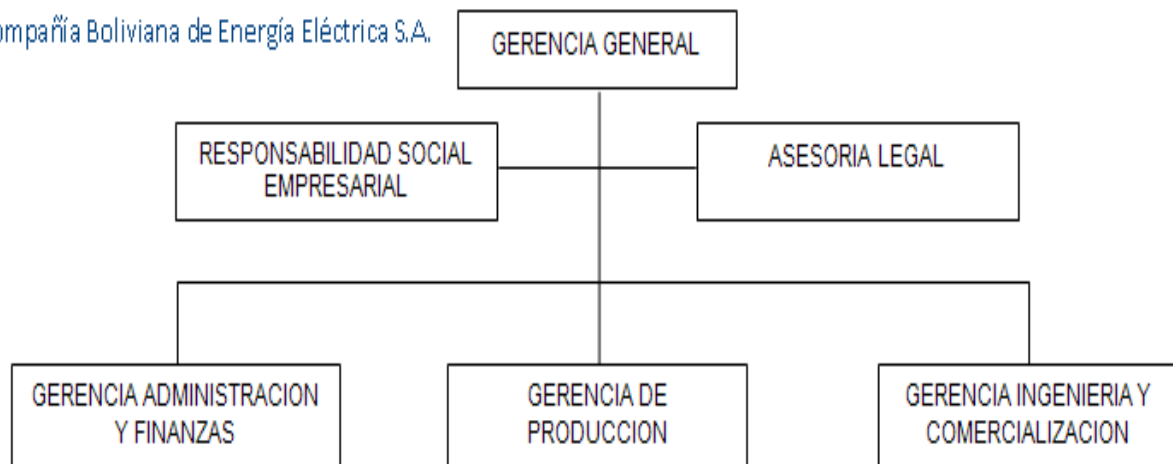 ompañía Boliviana de Energía Eléctrica S.A.
GERENCIA GENERAL
RESPONSABILIDAD SOCIAL
EMPRESARIAL
ASESORIA LEGAL
GERENCIA ADMINISTRACION
Y FINANZAS
GERENCIA DE
PRODUCCION
GERENCIA INGENIERIA Y
COMERCIALIZACION